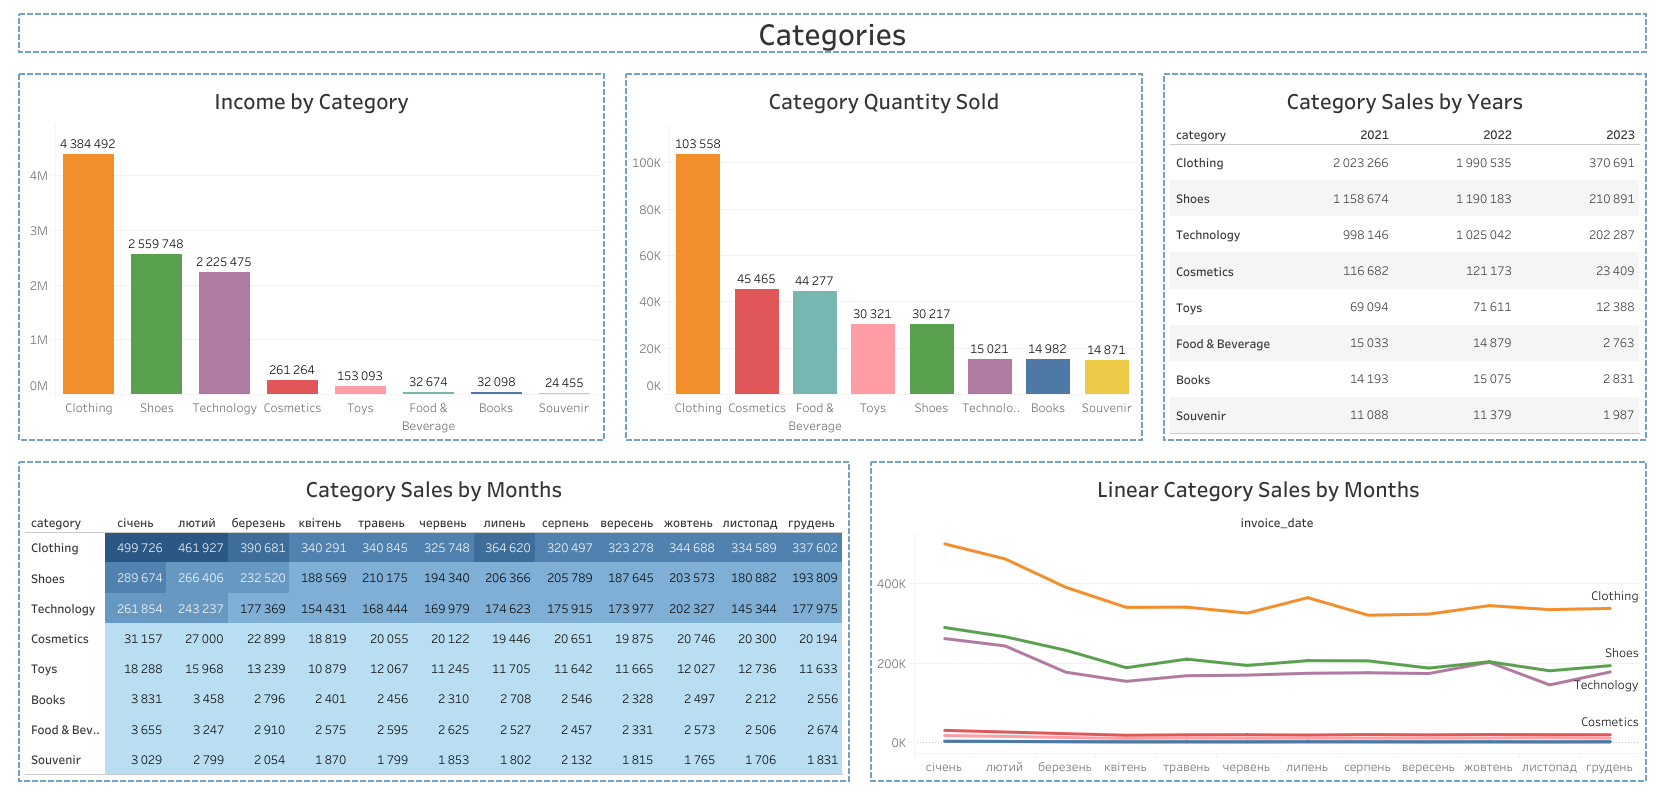 Categories
Income by Category
4 384 492
4M
3M
2 559 748
2 225 475
2M
1M
261 264
153 093
32 674
32 098
24 455
0M
Clothing Shoes Technology Cosmetics Toys Food & Books Souvenir
Beverage
Category Quantity Sold
103 558
100K
80K
60K
45 465
44 277
40K
30 321
30 217
20K
15 021
14 982
14 871
0K
Clothing Cosmetics Food & Toys Shoes Technolo.. Books Souvenir
Beverage
Category Sales by Years
category 2021 2022 2023
Clothing 2 023 266 1 990 535 370 691
Shoes 1 158 674 1 190 183 210 891
Technology 998 146 1 025 042 202 287
Cosmetics 116 682 121 173 23 409
Toys 69 094 71 611 12 388
Food & Beverage 15 033 14 879 2 763
Books 14 193 15 075 2 831
Souvenir 11 088 11 379 1 987
Category Sales by Months
category січень лютий березень квітень травень червень липень серпень вересень жовтень листопад грудень
Clothing 499 726 461 927 390 681 340 291 340 845 325 748 364 620 320 497 323 278 344 688 334 589 337 602
Shoes 289 674 266 406 232 520 188 569 210 175 194 340 206 366 205 789 187 645 203 573 180 882 193 809
Technology 261 854 243 237 177 369 154 431 168 444 169 979 174 623 175 915 173 977 202 327 145 344 177 975
Cosmetics 31 157 27 000 22 899 18 819 20 055 20 122 19 446 20 651 19 875 20 746 20 300 20 194
Toys 18 288 15 968 13 239 10 879 12 067 11 245 11 705 11 642 11 665 12 027 12 736 11 633
Books 3 831 3 458 2 796 2 401 2 456 2 310 2 708 2 546 2 328 2 497 2 212 2 556
Food & Bev.. 3 655 3 247 2 910 2 575 2 595 2 625 2 527 2 457 2 331 2 573 2 506 2 674
Souvenir 3 029 2 799 2 054 1 870 1 799 1 853 1 802 2 132 1 815 1 765 1 706 1 831
Linear Category Sales by Months
invoice_date
400K
Clothing
Shoes
200K
Technology
Cosmetics
0K
січень лютий березень квітень травень червень липень серпень вересень жовтень листопад грудень